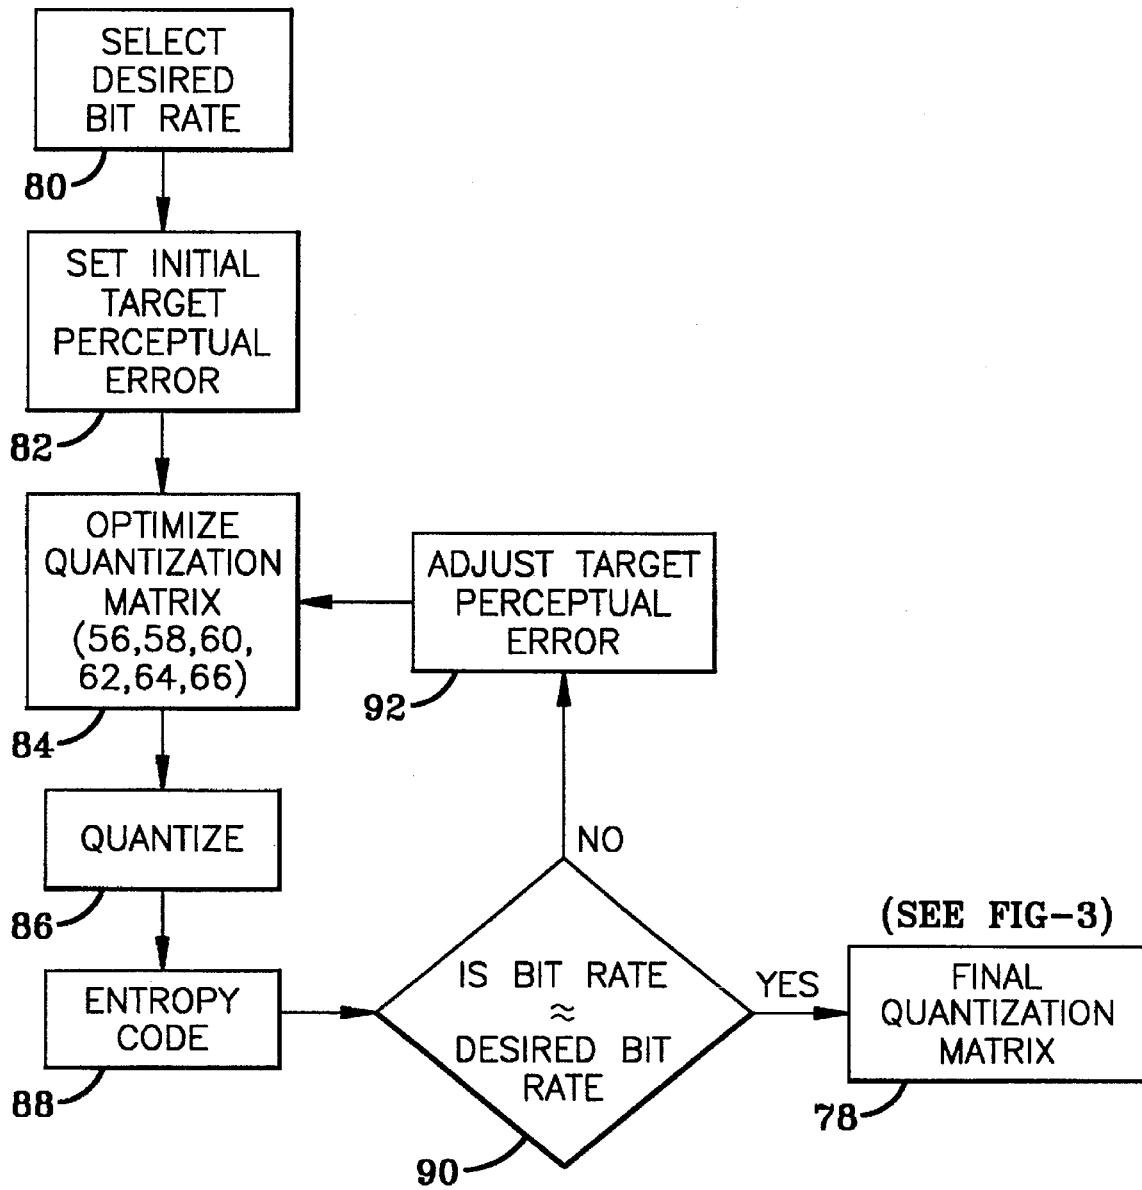 SELECT
DESIRED
BIT RATE
80
SET INITIAL
TARGET
PERCEPTUAL
ERROR
82
OPTIMIZE
QUANTIZATION
MATRIX
(56,58,60,
62,64,66)
84
ADJUST TARGET
PERCEPTUAL
ERROR
92
QUANTIZE
86
NO
ENTROPY
CODE
88
IS BIT RATE
≈
DESIRED BIT
RATE
90
YES
(SEE FIG-3)
FINAL
QUANTIZATION
MATRIX
78